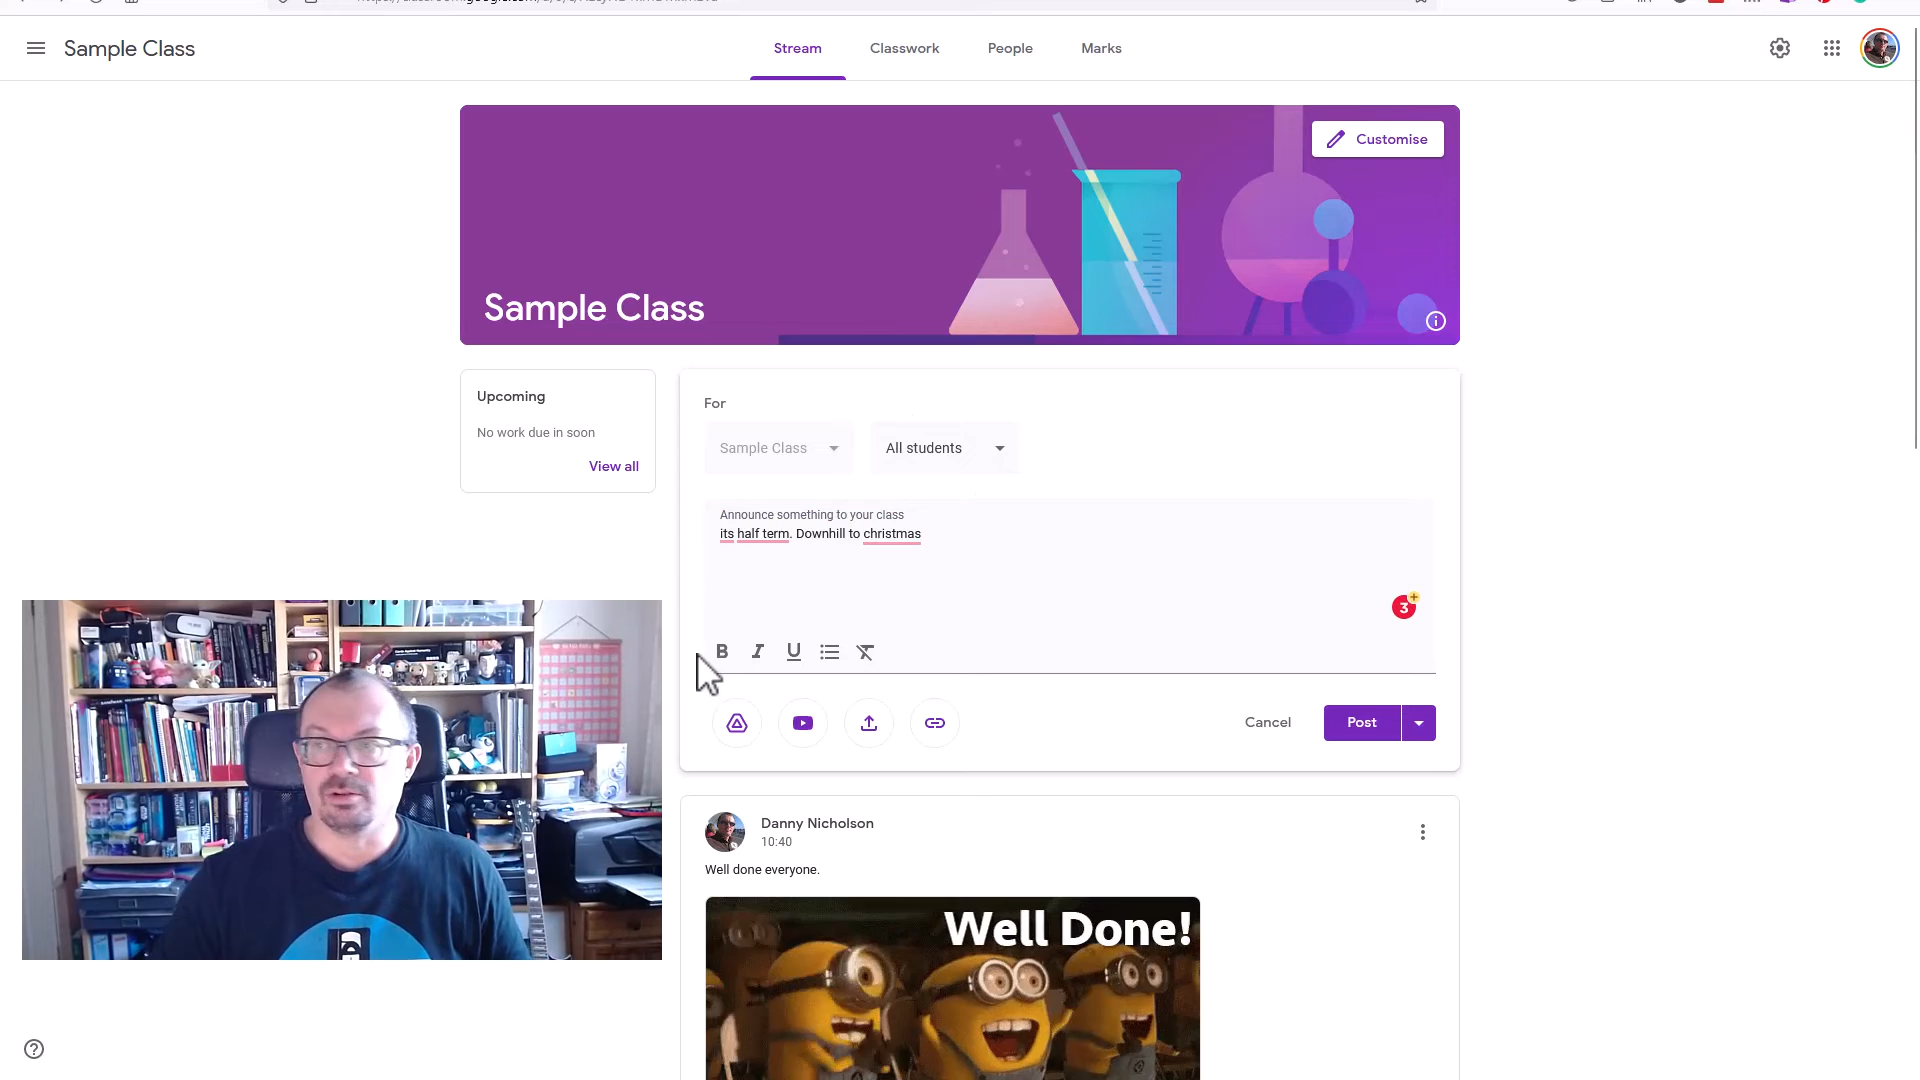 Sample Class
Stream
Classwork
People
Marks
Customise
Sample Class
Upcoming
No work due in soon
View all
For
Sample Class
All students
Announce something to your class
its half term. Downhill to christmas
3
B
I
U
Cancel
Post
Danny Nicholson
10:40
Well done everyone.
Well Done!